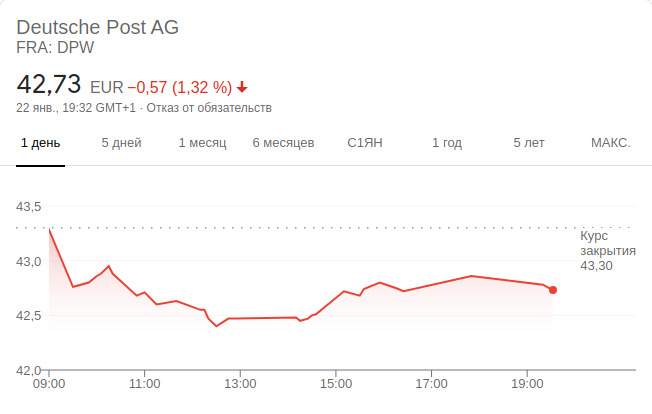 Deutsche Post AG
FRA: DPW
42,73 EUR −0,57 (1,32 %)
22 янв., 19:32 GMT+1 · Отказ от обязательств
1 день 5 дней 1 месяц 6 месяцев С1ЯН 1 год 5 лет МАКС.
43,5
Курс
закрытия
43,30
43,0
42,5
42,0
09:00 11:00 13:00 15:00 17:00 19:00